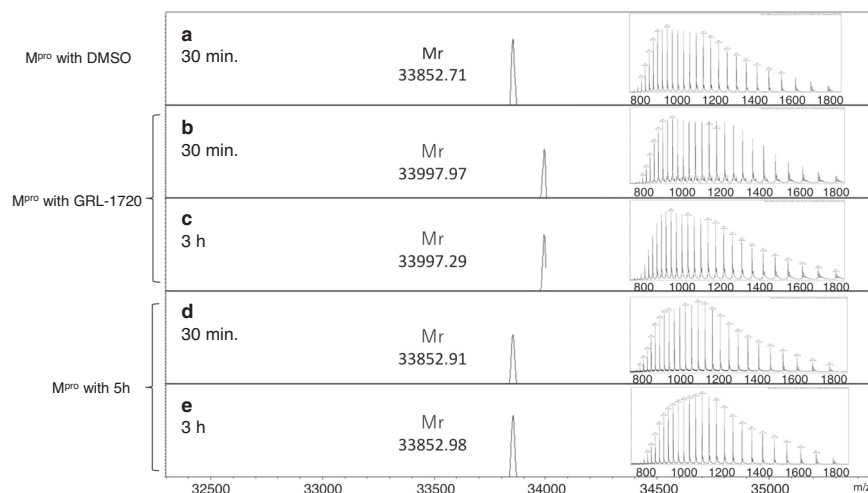 Mpro with DMSO
a
30 min.
Mr
33852.71
800 1000 1200 1400 1600 1800
b
30 min.
Mr
33997.97
800 1000 1200 1400 1600 1800
Mpro with GRL-1720
c
3 h
Mr
33997.29
800 1000 1200 1400 1600 1800
d
30 min.
Mr
33852.91
800 1000 1200 1400 1600 1800
Mpro with 5h
e
3 h
Mr
33852.98
800 1000 1200 1400 1600 1800
32500 33000 33500 34000 34500 35000 m/z